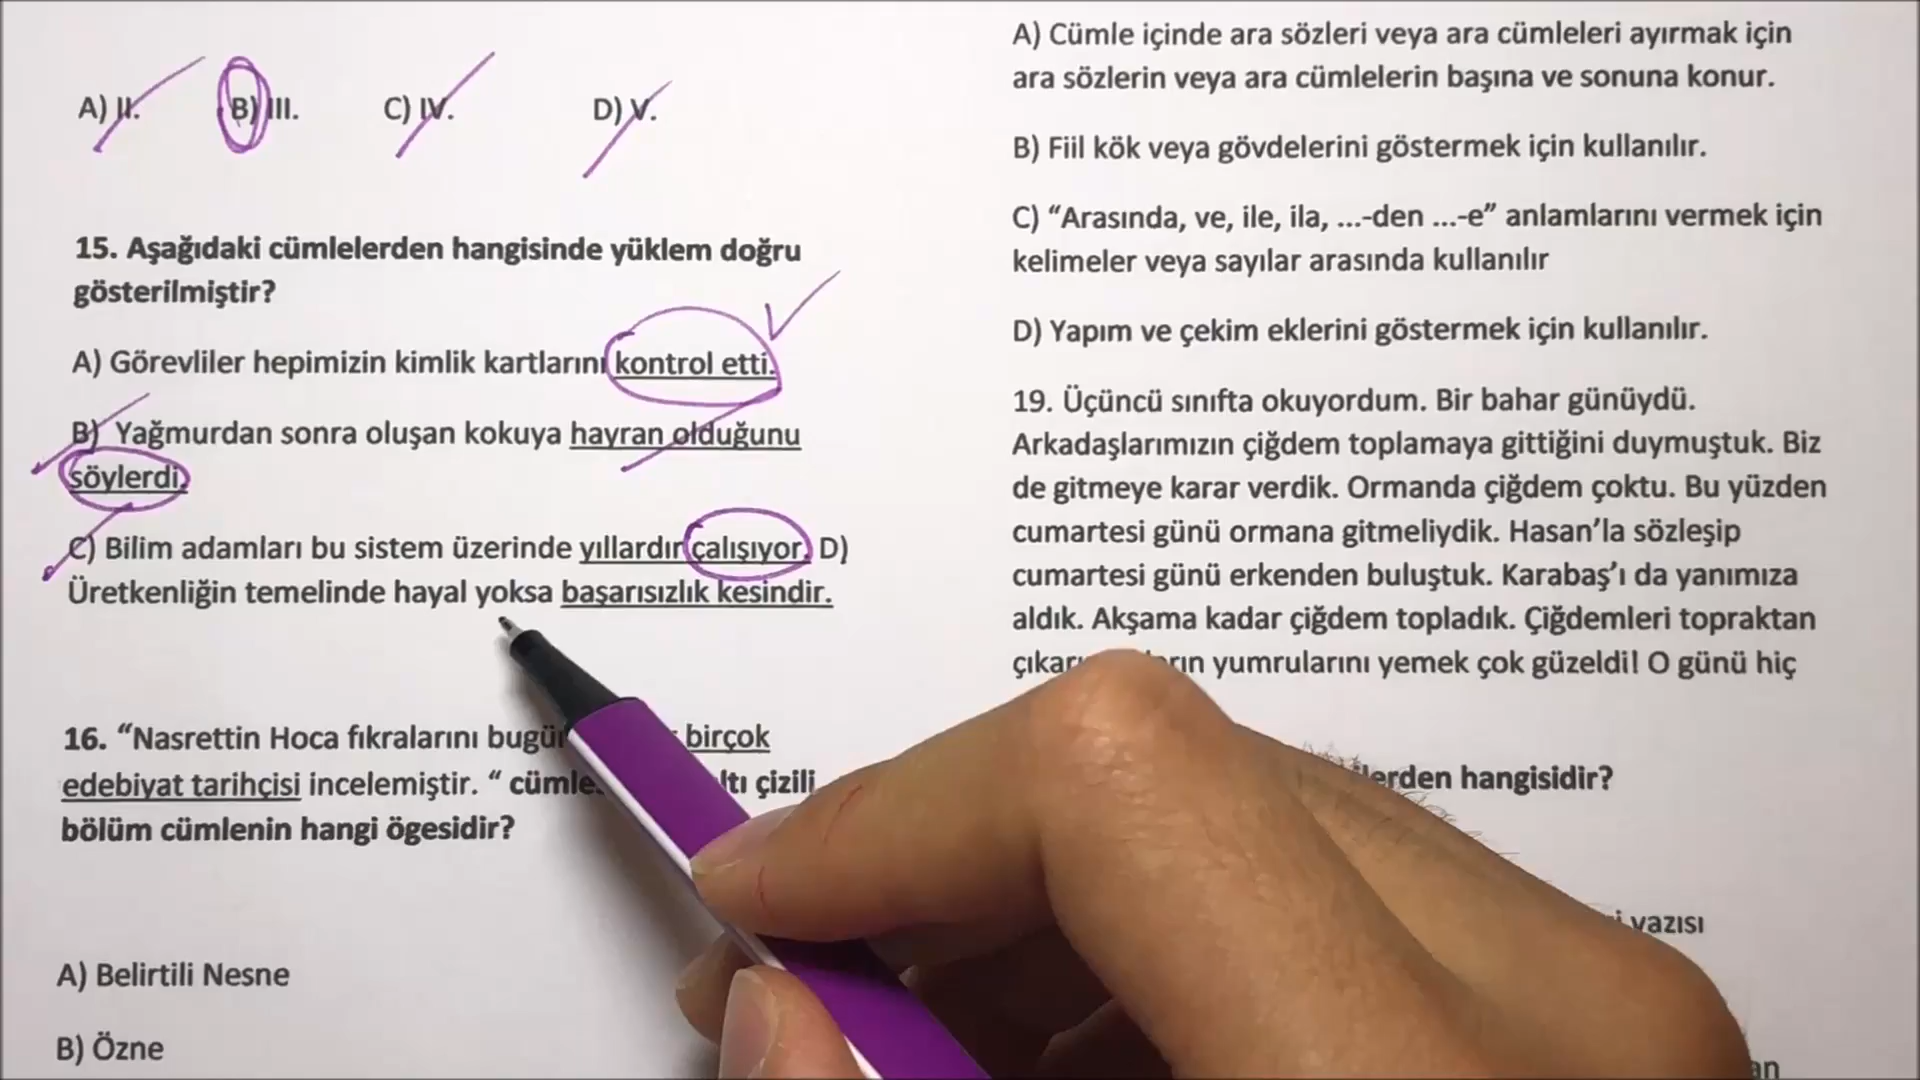 A) II. B) III. C) IV. D) V.
15. Aşağıdaki cümlelerden hangisinde yüklem doğru
gösterilmiştir?
A) Görevliler hepimizin kimlik kartlarını kontrol etti.
B) Yağmurdan sonra oluşan kokuya hayran olduğunu
söylerdi.
C) Bilim adamları bu sistem üzerinde yıllardır çalışıyor. D)
Üretkenliğin temelinde hayal yoksa başarısızlık kesindir.
16. “Nasrettin Hoca fıkralarını birçok
edebiyat tarihçisi incelemiştir. “ çizili
bölüm cümlenin hangi ögesidir?
A) Belirtili Nesne
B) Özne
A) Cümle içinde ara sözleri veya ara cümleleri ayırmak için
ara sözlerin veya ara cümlelerin başına ve sonuna konur.
B) Fiil kök veya gövdelerini göstermek için kullanılır.
C) “Arasında, ve, ile, ila, ...-den ...-e” anlamlarını vermek için
kelimeler veya sayılar arasında kullanılır
D) Yapım ve çekim eklerini göstermek için kullanılır.
19. Üçüncü sınıfta okuyordum. Bir bahar günüydü.
Arkadaşlarımızın çiğdem toplamaya gittiğini duymuştuk. Biz
de gitmeye karar verdik. Ormanda çiğdem çoktu. Bu yüzden
cumartesi günü ormana gitmeliydik. Hasan’la sözleşip
cumartesi günü erkenden buluştuk. Karabaş’ı da yanımıza
aldık. Akşama kadar çiğdem topladık. Çiğdemleri topraktan
yumrularını yemek çok güzeldi! O günü hiç
hangisidir?
yazısı